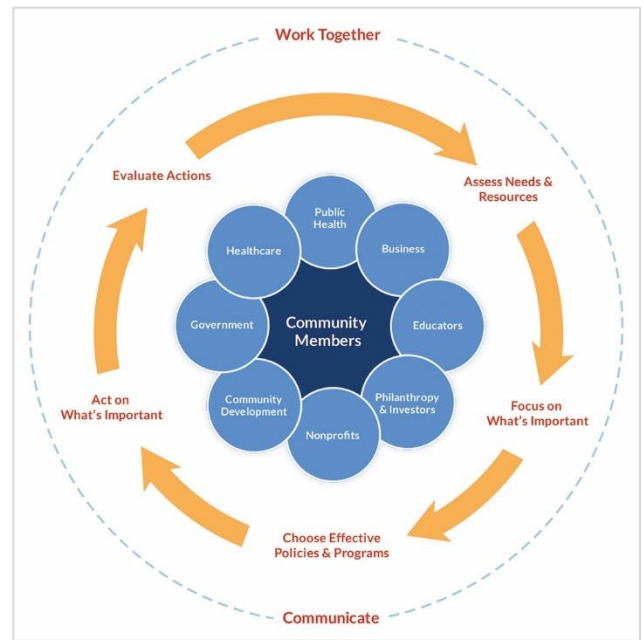 Work Together
Evaluate Actions
Assess Needs &
Resources
Public
Health
Healthcare
Business
Government
Community
Members
Educators
Community
Development
Philanthropy
& Investors
Nonprofits
Act on
What's Important
Focus on
What's Important
Choose Effective
Policies & Programs
Communicate